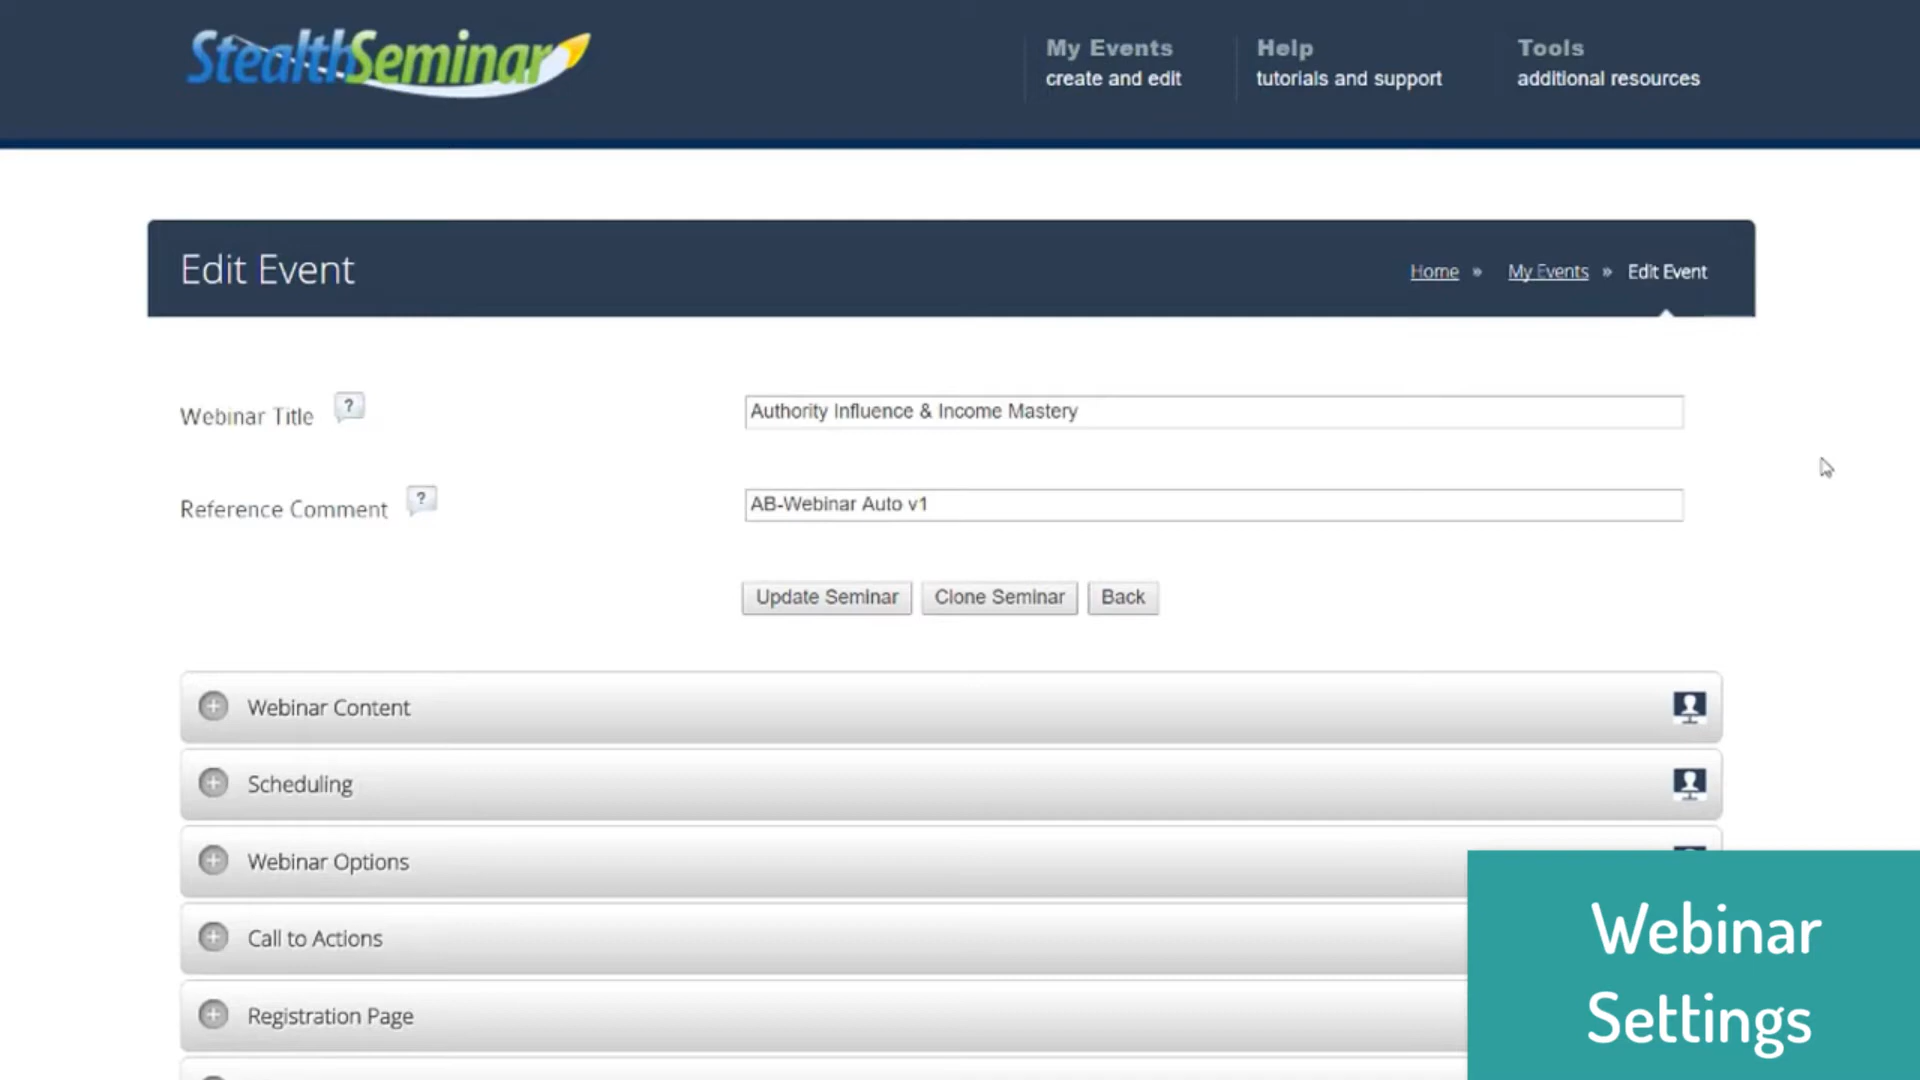 StealthSeminar
My Events
create and edit
Help
tutorials and support
Tools
additional resources
Edit Event
Home » My Events » Edit Event
Webinar Title ?
Authority Influence & Income Mastery
Reference Comment ?
AB-Webinar Auto v1
Update Seminar Clone Seminar Back
Webinar Content
Scheduling
Webinar Options
Call to Actions
Registration Page
Webinar
Settings